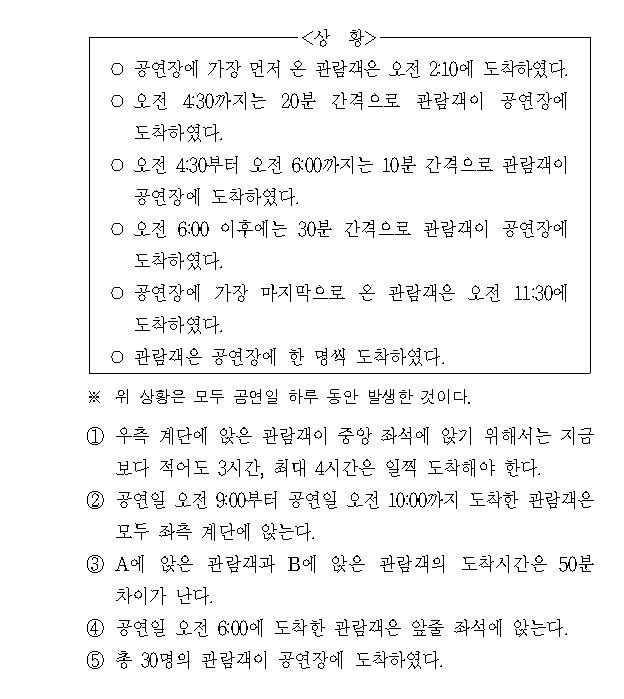 <상 황>
○ 공연장에 가장 먼저 온 관람객은 오전 2:10에 도착하였다.
○ 오전 4:30까지는 20분 간격으로 관람객이 공연장에
도착하였다.
○ 오전 4:30부터 오전 6:00까지는 10분 간격으로 관람객이
공연장에 도착하였다.
○ 오전 6:00 이후에는 30분 간격으로 관람객이 공연장에
도착하였다.
○ 공연장에 가장 마지막으로 온 관람객은 오전 11:30에
도착하였다.
○ 관람객은 공연장에 한 명씩 도착하였다.
※ 위 상황은 모두 공연일 하루 동안 발생한 것이다.
① 우측 계단에 앉은 관람객이 중앙 좌석에 앉기 위해서는 지금
보다 적어도 3시간, 최대 4시간은 일찍 도착해야 한다.
② 공연일 오전 9:00부터 공연일 오전 10:00까지 도착한 관람객은
모두 좌측 계단에 앉는다.
③ A에 앉은 관람객과 B에 앉은 관람객의 도착시간은 50분
차이가 난다.
④ 공연일 오전 6:00에 도착한 관람객은 앞줄 좌석에 앉는다.
⑤ 총 30명의 관람객이 공연장에 도착하였다.